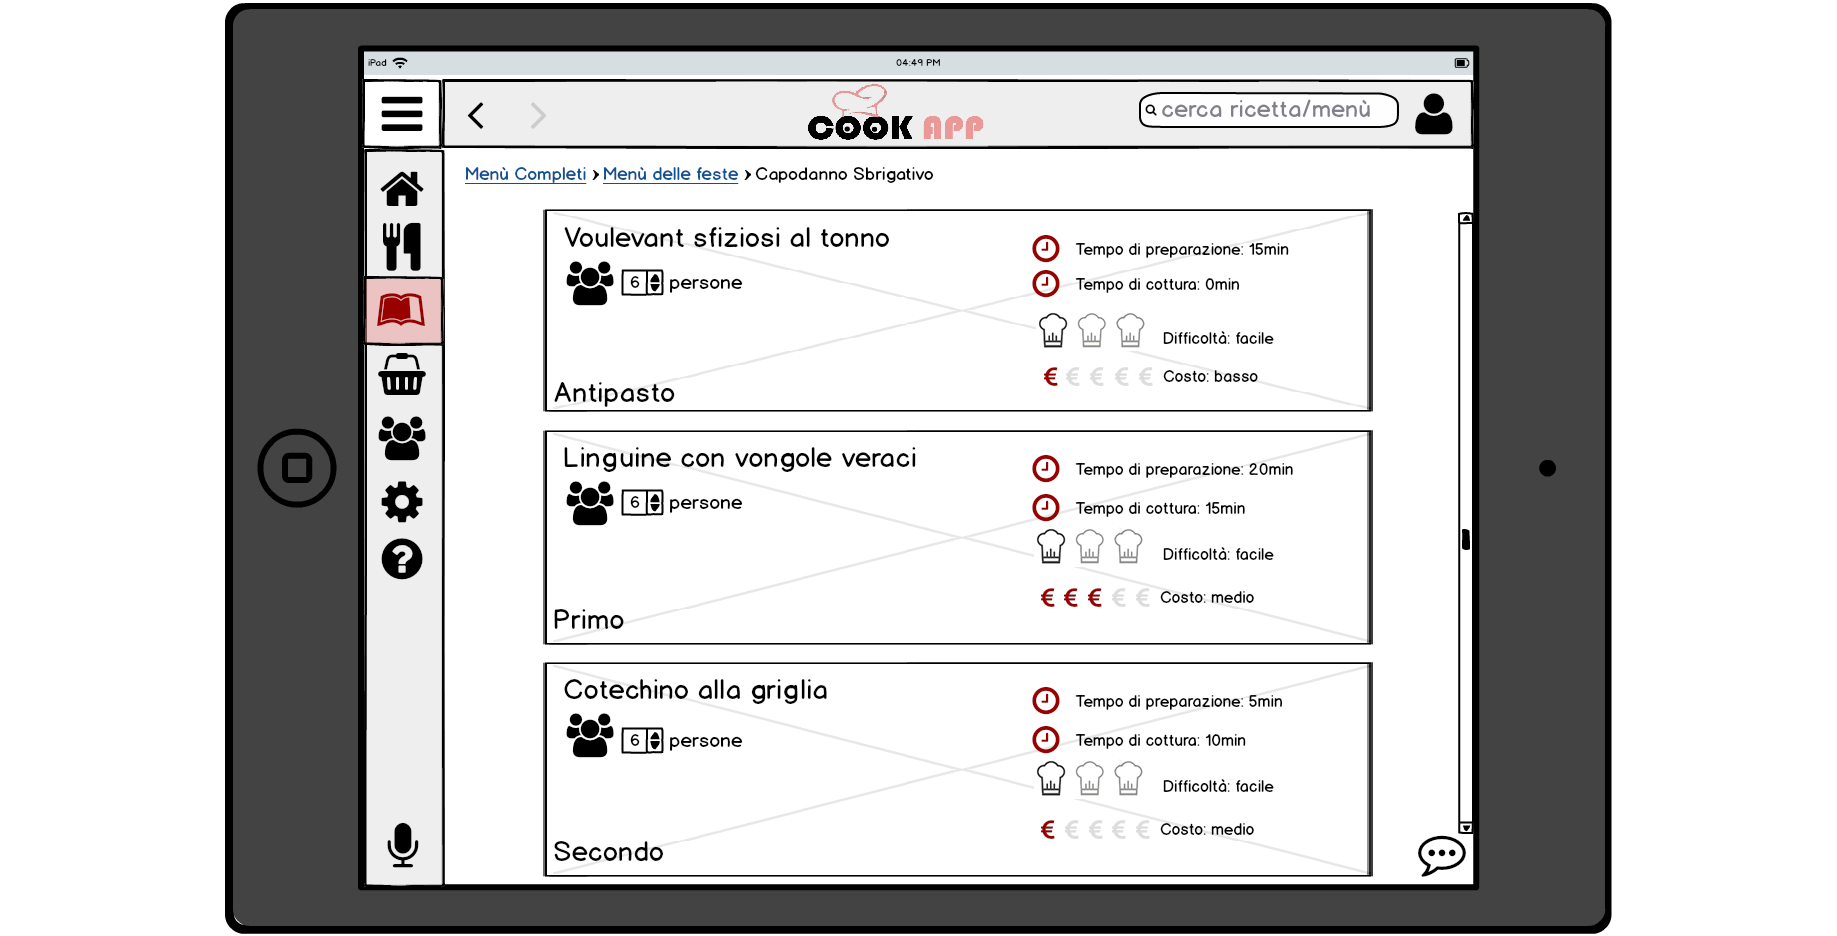 iPad
04:49 PM
COOK APP
cerca ricetta/menù
Menù Completi > Menù delle feste > Capodanno Sbrigativo
Voulevant sfiziosi al tonno
6 persone
Tempo di preparazione: 15min
Tempo di cottura: 0min
Difficoltà: facile
€ € € € € Costo: basso
Antipasto
Linguine con vongole veraci
6 persone
Tempo di preparazione: 20min
Tempo di cottura: 15min
Difficoltà: facile
€ € € € € Costo: medio
Primo
Cotechino alla griglia
6 persone
Tempo di preparazione: 5min
Tempo di cottura: 10min
Difficoltà: facile
€ € € € € Costo: medio
Secondo